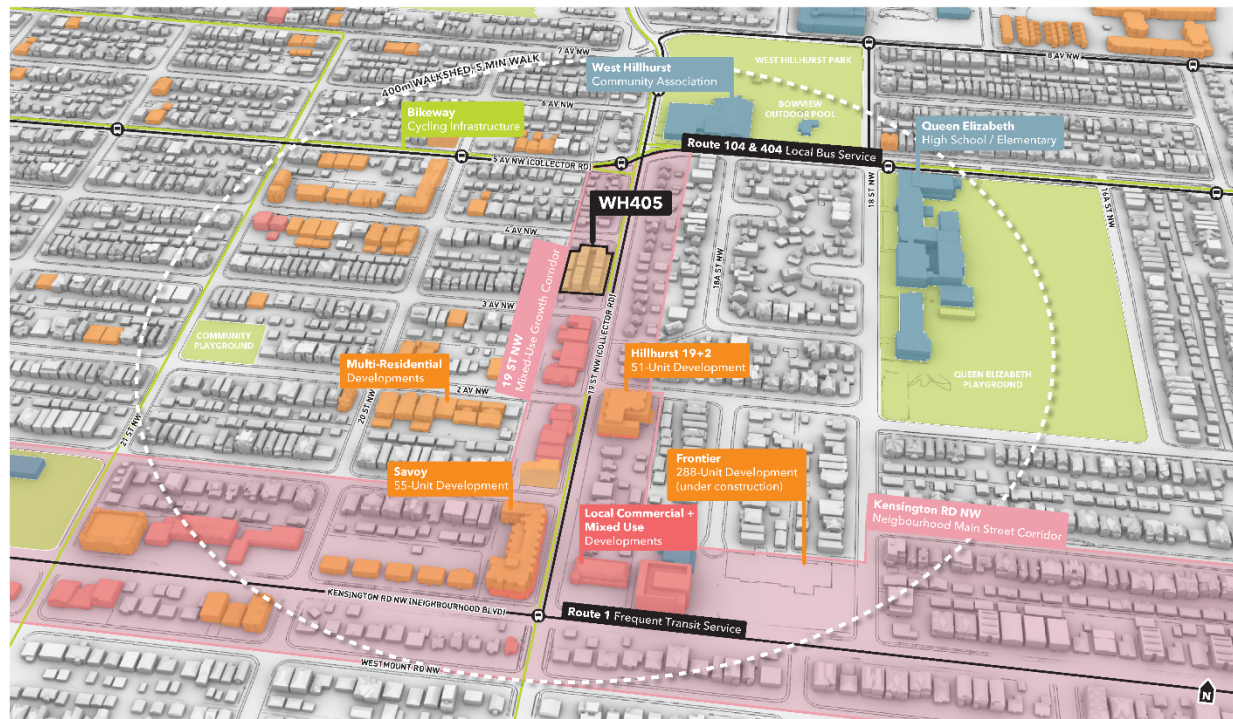 7 AV NW
8 AV NW
400m WALKSHED, 5 MIN WALK
6 AV NW
West Hillhurst
Community Association
WEST HILLHURST PARK
BOWVIEW
OUTDOOR POOL
Bikeway
Cycling Infrastructure
Queen Elizabeth
High School / Elementary
Route 104 & 404 Local Bus Service
5 AV NW (COLLECTOR RD)
18 ST NW
16A ST NW
WH405
4 AV NW
18A ST NW
3 AV NW
19 ST NW
Mixed-Use Growth Corridor
19 ST NW (COLLECTOR RD)
COMMUNITY
PLAYGROUND
Multi-Residential
Developments
Hillhurst 19+2
51-Unit Development
QUEEN ELIZABETH
PLAYGROUND
2 AV NW
20 ST NW
21 ST NW
Savoy
55-Unit Development
Frontier
288-Unit Development
(under construction)
Kensington RD NW
Neigbourhood Main Street Corridor
Local Commercial +
Mixed Use
Developments
KENSINGTON RD NW (NEIGHBOURHOOD BLVD)
Route 1 Frequent Transit Service
WESTMOUNT RD NW
N